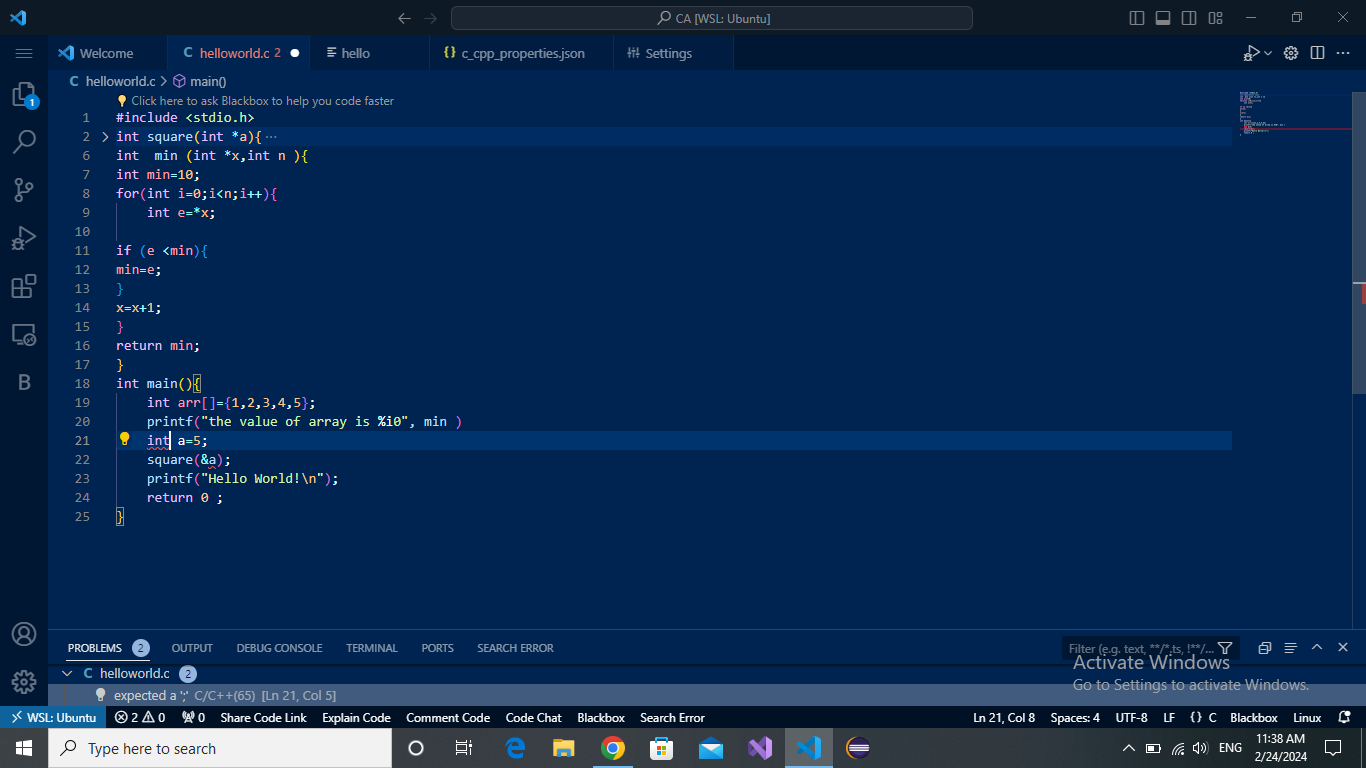 CA [WSL: Ubuntu]
Welcome
C helloworld.c 2
hello
{} c_cpp_properties.json
Settings
C helloworld.c > main()
1
Click here to ask Blackbox to help you code faster
1 #include <stdio.h>
2 int square(int *a){ ···
6 int  min (int *x,int n ){
7 int min=10;
8 for(int i=0;i<n;i++){
9 int e=*x;
10
11 if (e <min){
12 min=e;
13 }
14 x=x+1;
15 }
16 return min;
17 }
18 int main(){
19 int arr[]={1,2,3,4,5};
20 printf("the value of array is %i0", min )
21 int a=5;
22 square(&a);
23 printf("Hello World!\n");
24 return 0 ;
25 }
B
PROBLEMS 2 OUTPUT DEBUG CONSOLE TERMINAL PORTS SEARCH ERROR
Filter (e.g. text, **/*.ts, !**/...
C helloworld.c 2
expected a ';' C/C++(65) [Ln 21, Col 5]
Activate Windows
Go to Settings to activate Windows.
WSL: Ubuntu 2 0 0 Share Code Link Explain Code Comment Code Code Chat Blackbox Search Error Ln 21, Col 8 Spaces: 4 UTF-8 LF {} C Blackbox Linux
Type here to search
ENG
11:38 AM
2/24/2024